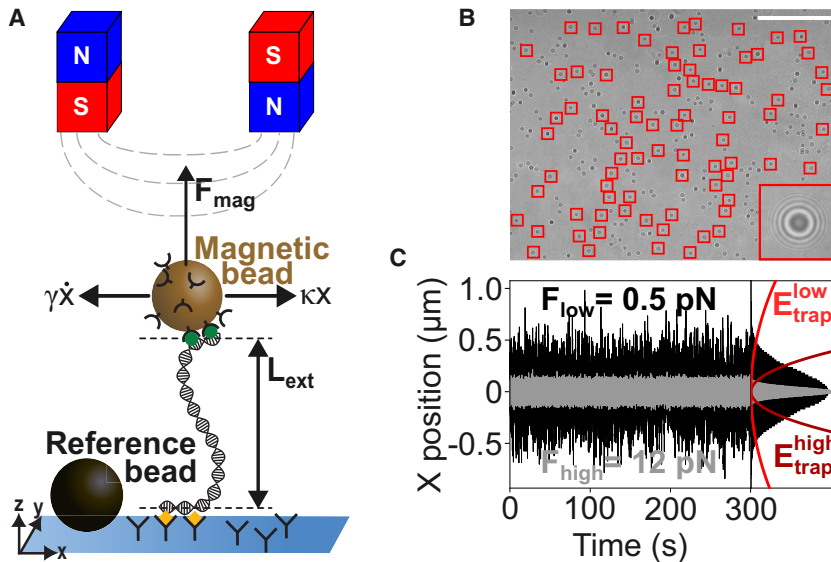 A
N
S
S
N
F_mag
Magnetic
bead
γẋ
κx
L_ext
Reference
bead
z
y
x
B
C
X position (µm)
1.0
0.5
0
-0.5
F_low = 0.5 pN
F_high = 12 pN
E_trap^low
E_trap^high
0
100
200
300
Time (s)